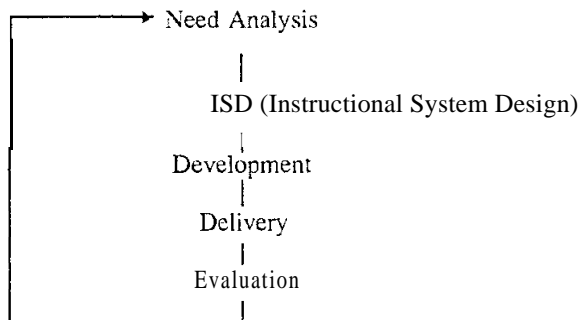 Need Analysis
ISD (Instructional System Design)
Development
Delivery
Evaluation